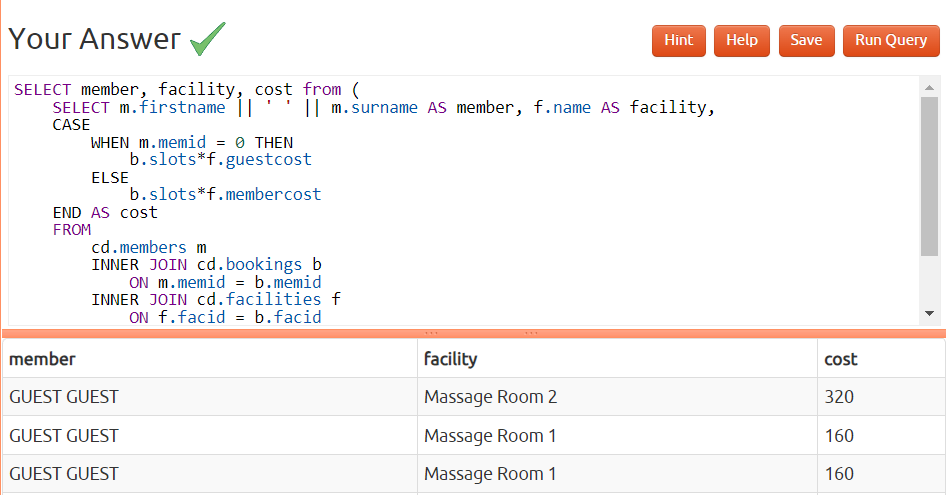 Your Answer
Hint Help Save Run Query
SELECT member, facility, cost from (
SELECT m.firstname || ' ' || m.surname AS member, f.name AS facility,
CASE
WHEN m.memid = 0 THEN
b.slots*f.guestcost
ELSE
b.slots*f.membercost
END AS cost
FROM
cd.members m
INNER JOIN cd.bookings b
ON m.memid = b.memid
INNER JOIN cd.facilities f
ON f.facid = b.facid
member facility cost
GUEST GUEST Massage Room 2 320
GUEST GUEST Massage Room 1 160
GUEST GUEST Massage Room 1 160